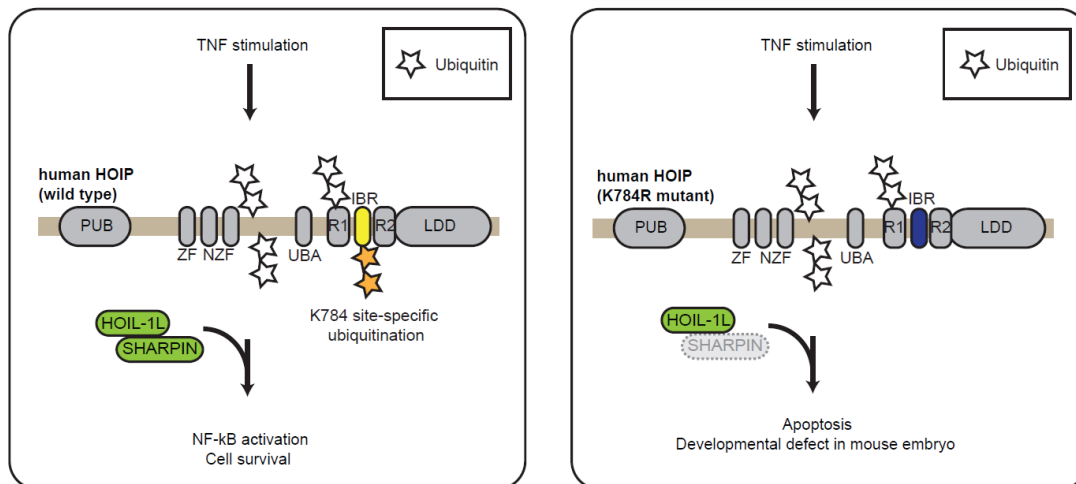 TNF stimulation
Ubiquitin
human HOIP
(wild type)
IBR
PUB
R1
R2
LDD
ZF
NZF
UBA
K784 site-specific
ubiquitination
HOIL-1L
SHARPIN
NF-kB activation
Cell survival
TNF stimulation
Ubiquitin
human HOIP
(K784R mutant)
IBR
PUB
R1
R2
LDD
ZF
NZF
UBA
HOIL-1L
SHARPIN
Apoptosis
Developmental defect in mouse embryo